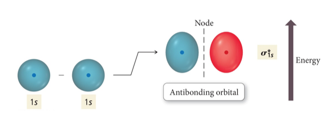 Node
σ*1s
Energy
1s – 1s
Antibonding orbital